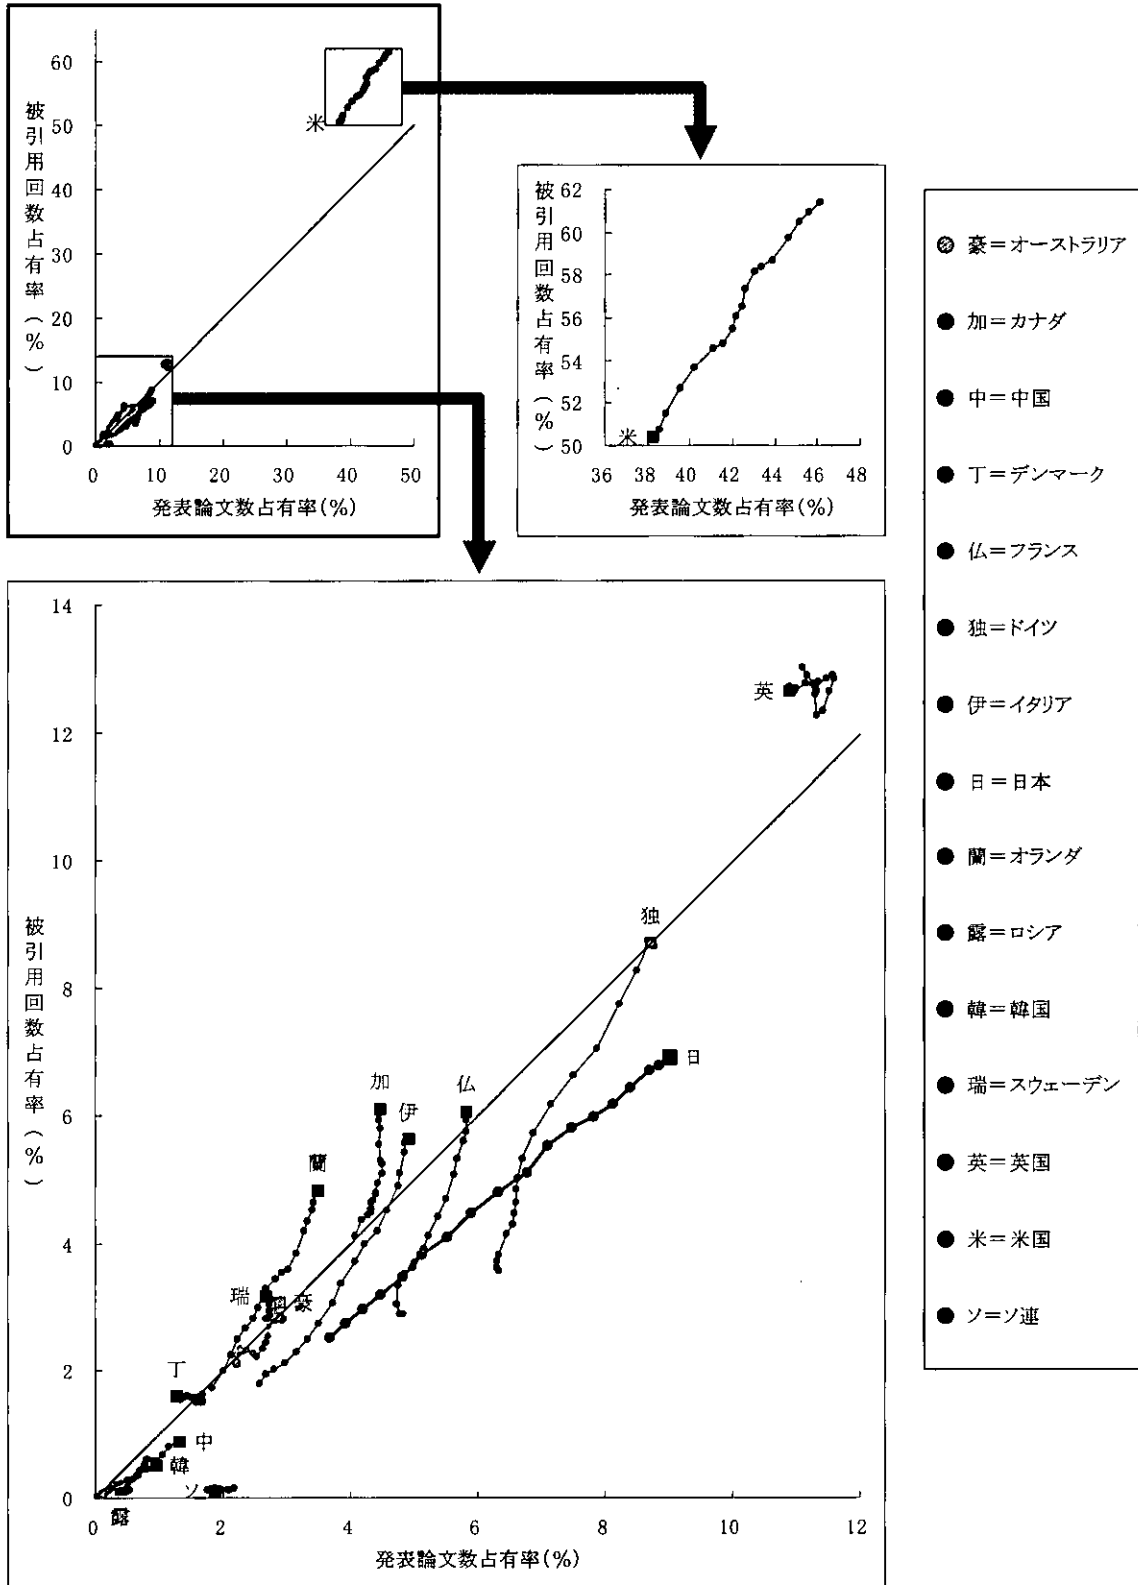 被引用回数占有率(%)
60
50
40
30
20
10
0
米
0 10 20 30 40 50
発表論文数占有率(%)
被引用回数占有率(%)
62
60
58
56
54
52
50
米
36 38 40 42 44 46 48
発表論文数占有率(%)
豪=オーストラリア
加=カナダ
中=中国
丁=デンマーク
仏=フランス
独=ドイツ
伊=イタリア
日=日本
蘭=オランダ
露=ロシア
韓=韓国
瑞=スウェーデン
英=英国
米=米国
ソ=ソ連
被引用回数占有率(%)
14
12
10
8
6
4
2
0
英
独
日
加
仏
伊
蘭
瑞
豪
丁
中
韓
ソ
露
0 2 4 6 8 10 12
発表論文数占有率(%)